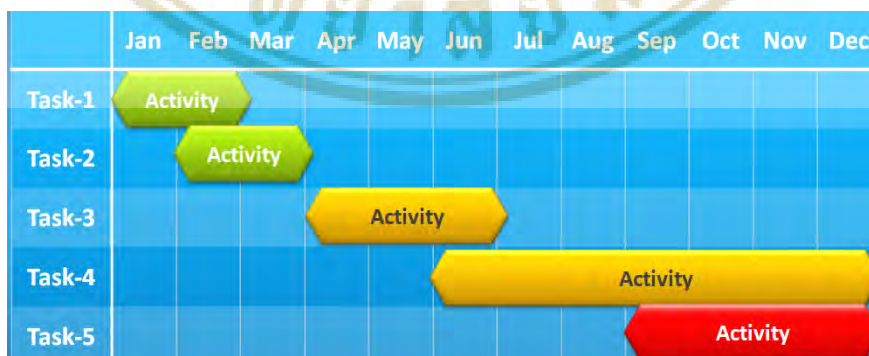 Jan Feb Mar Apr May Jun Jul Aug Sep Oct Nov Dec
Task-1 Activity
Task-2 Activity
Task-3 Activity
Task-4 Activity
Task-5 Activity